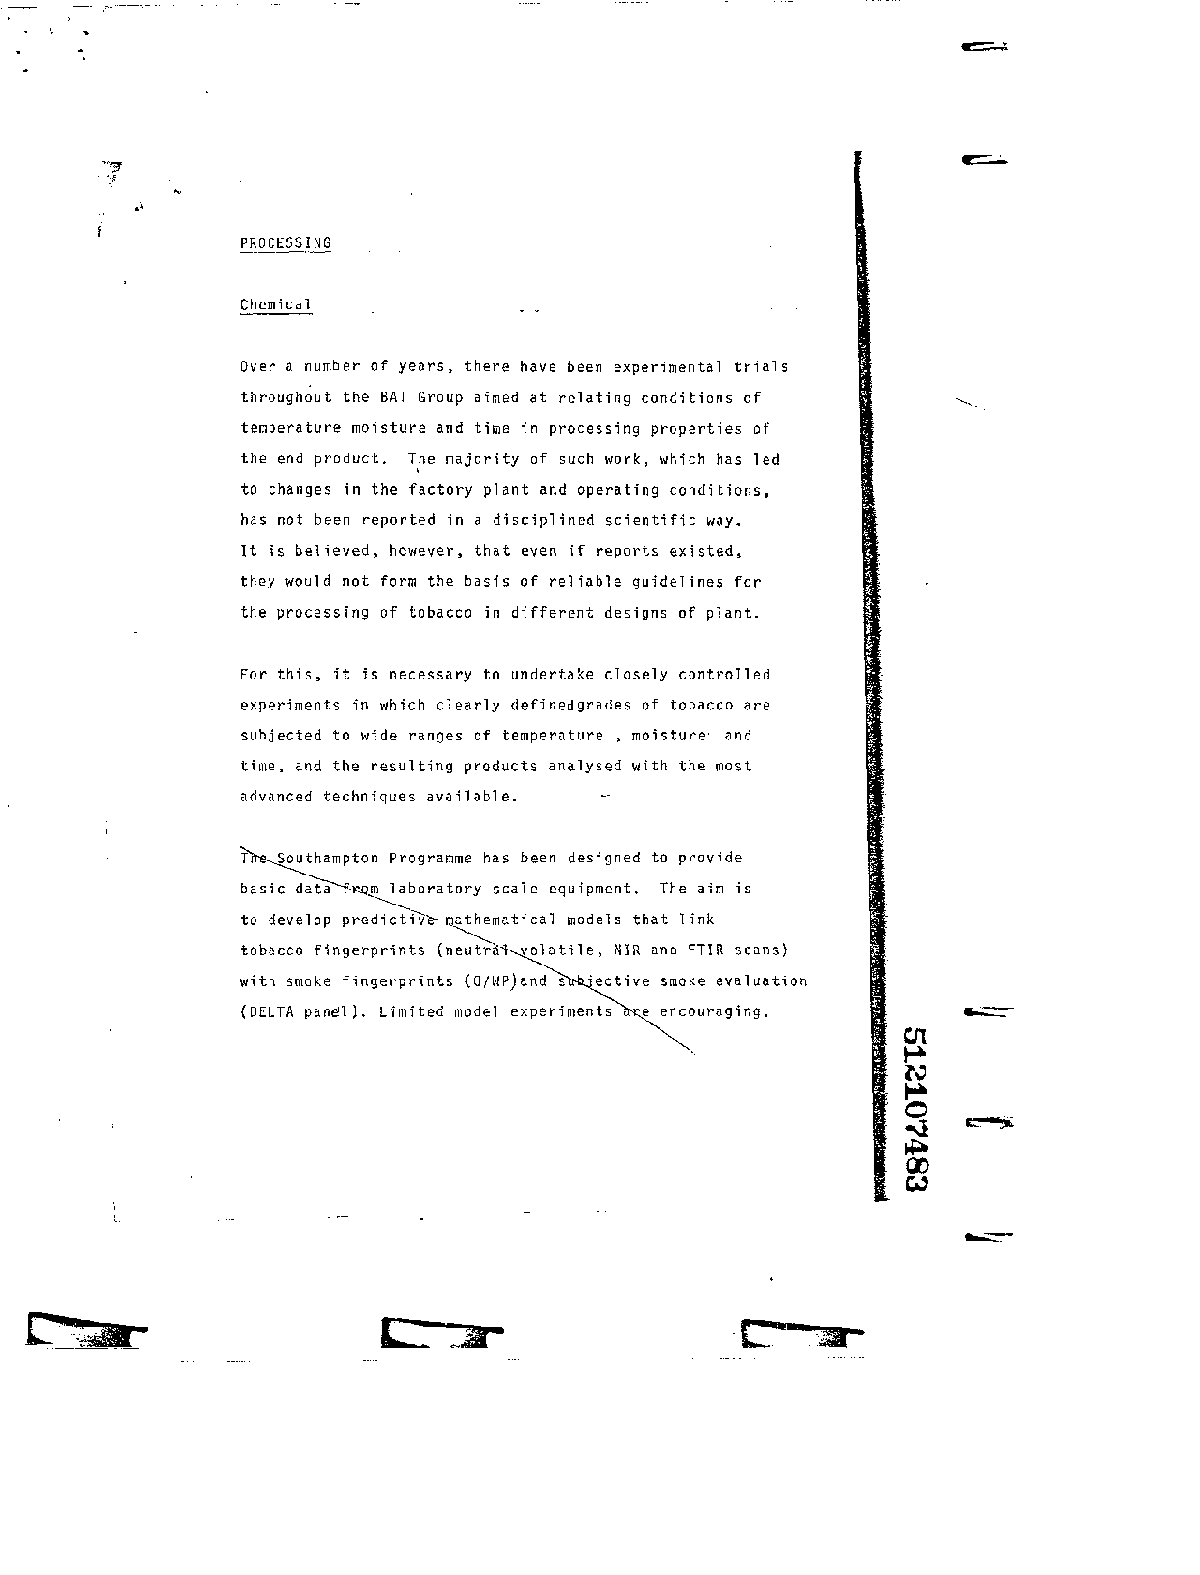 PROCESSING
Chemical
Over a number of years, there have been experimental trials
throughout the BAT Group aimed at relating conditions of
temperature moisture and time in processing properties of
the end product. The majority of such work, which has led
to changes in the factory plant and operating conditions,
has not been reported in a disciplined scientific way.
It is believed, however, that even if reports existed,
they would not form the basis of reliable guidelines for
the processing of tobacco in different designs of plant.
For this, it is necessary to undertake closely controlled
experiments in which clearly definedgrades of tobacco are
subjected to wide ranges of temperature , moisture and
time, and the resulting products analysed with the most
advanced techniques available.
The Southampton Programme has been designed to provide
basic data from laboratory scale equipment. The aim is
to develop predictive mathematical models that link
tobacco fingerprints (neutral volatile, NIR and FTIR scans)
with smoke fingerprints (O/WP)and subjective smoke evaluation
(DELTA panel). Limited model experiments are encouraging.
512107483